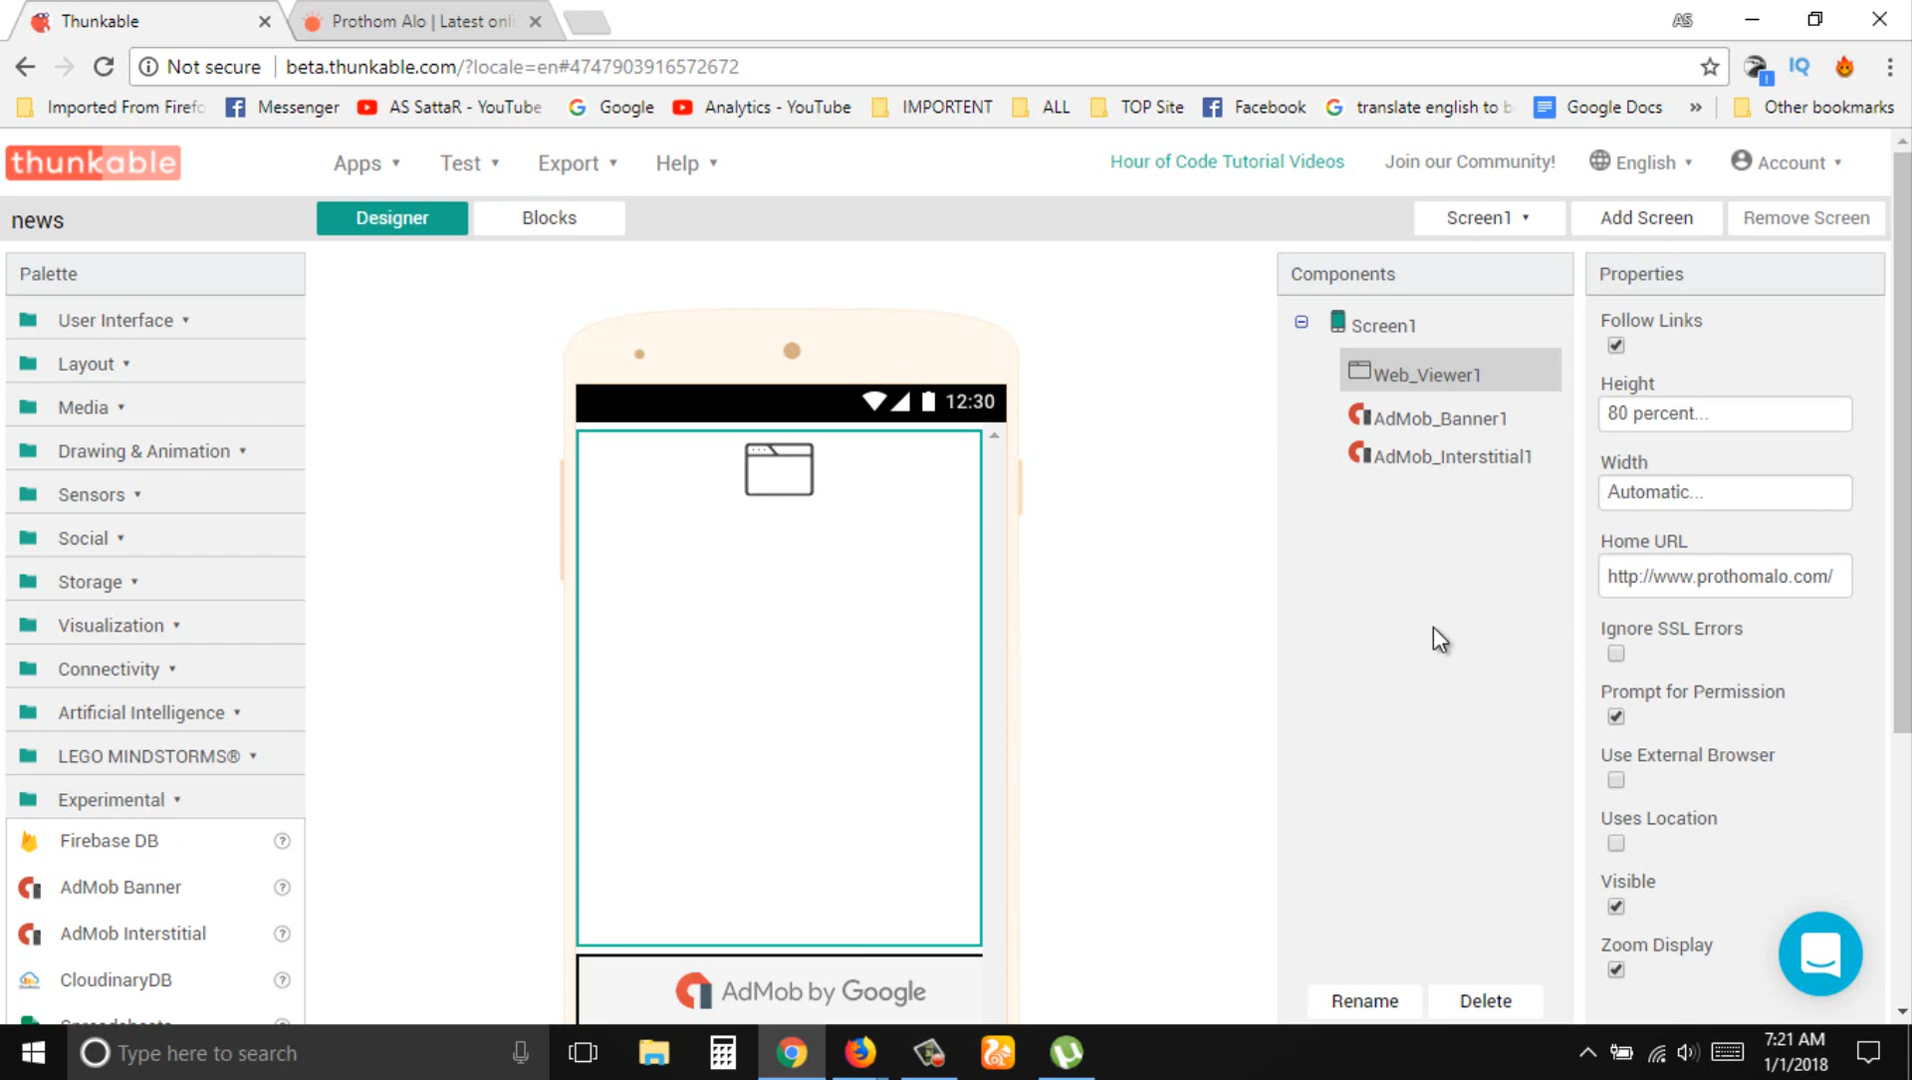 Thunkable
Prothom Alo | Latest onli
AS
Not secure | beta.thunkable.com/?locale=en#4747903916572672
IQ
Imported From Firefo
Messenger
AS SattaR - YouTube
Google
Analytics - YouTube
IMPORTENT
ALL
TOP Site
Facebook
translate english to b
Google Docs
»
Other bookmarks
thunkable
Apps
Test
Export
Help
Hour of Code Tutorial Videos
Join our Community!
English
Account
news
Designer
Blocks
Screen1
Add Screen
Remove Screen
Palette
User Interface
Layout
Media
Drawing & Animation
Sensors
Social
Storage
Visualization
Connectivity
Artificial Intelligence
LEGO MINDSTORMS®
Experimental
Firebase DB ?
AdMob Banner ?
AdMob Interstitial ?
CloudinaryDB ?
12:30
AdMob by Google
Components
Screen1
Web_Viewer1
AdMob_Banner1
AdMob_Interstitial1
Rename
Delete
Properties
Follow Links
Height
80 percent...
Width
Automatic...
Home URL
http://www.prothomalo.com/
Ignore SSL Errors
Prompt for Permission
Use External Browser
Uses Location
Visible
Zoom Display
Type here to search
7:21 AM
1/1/2018